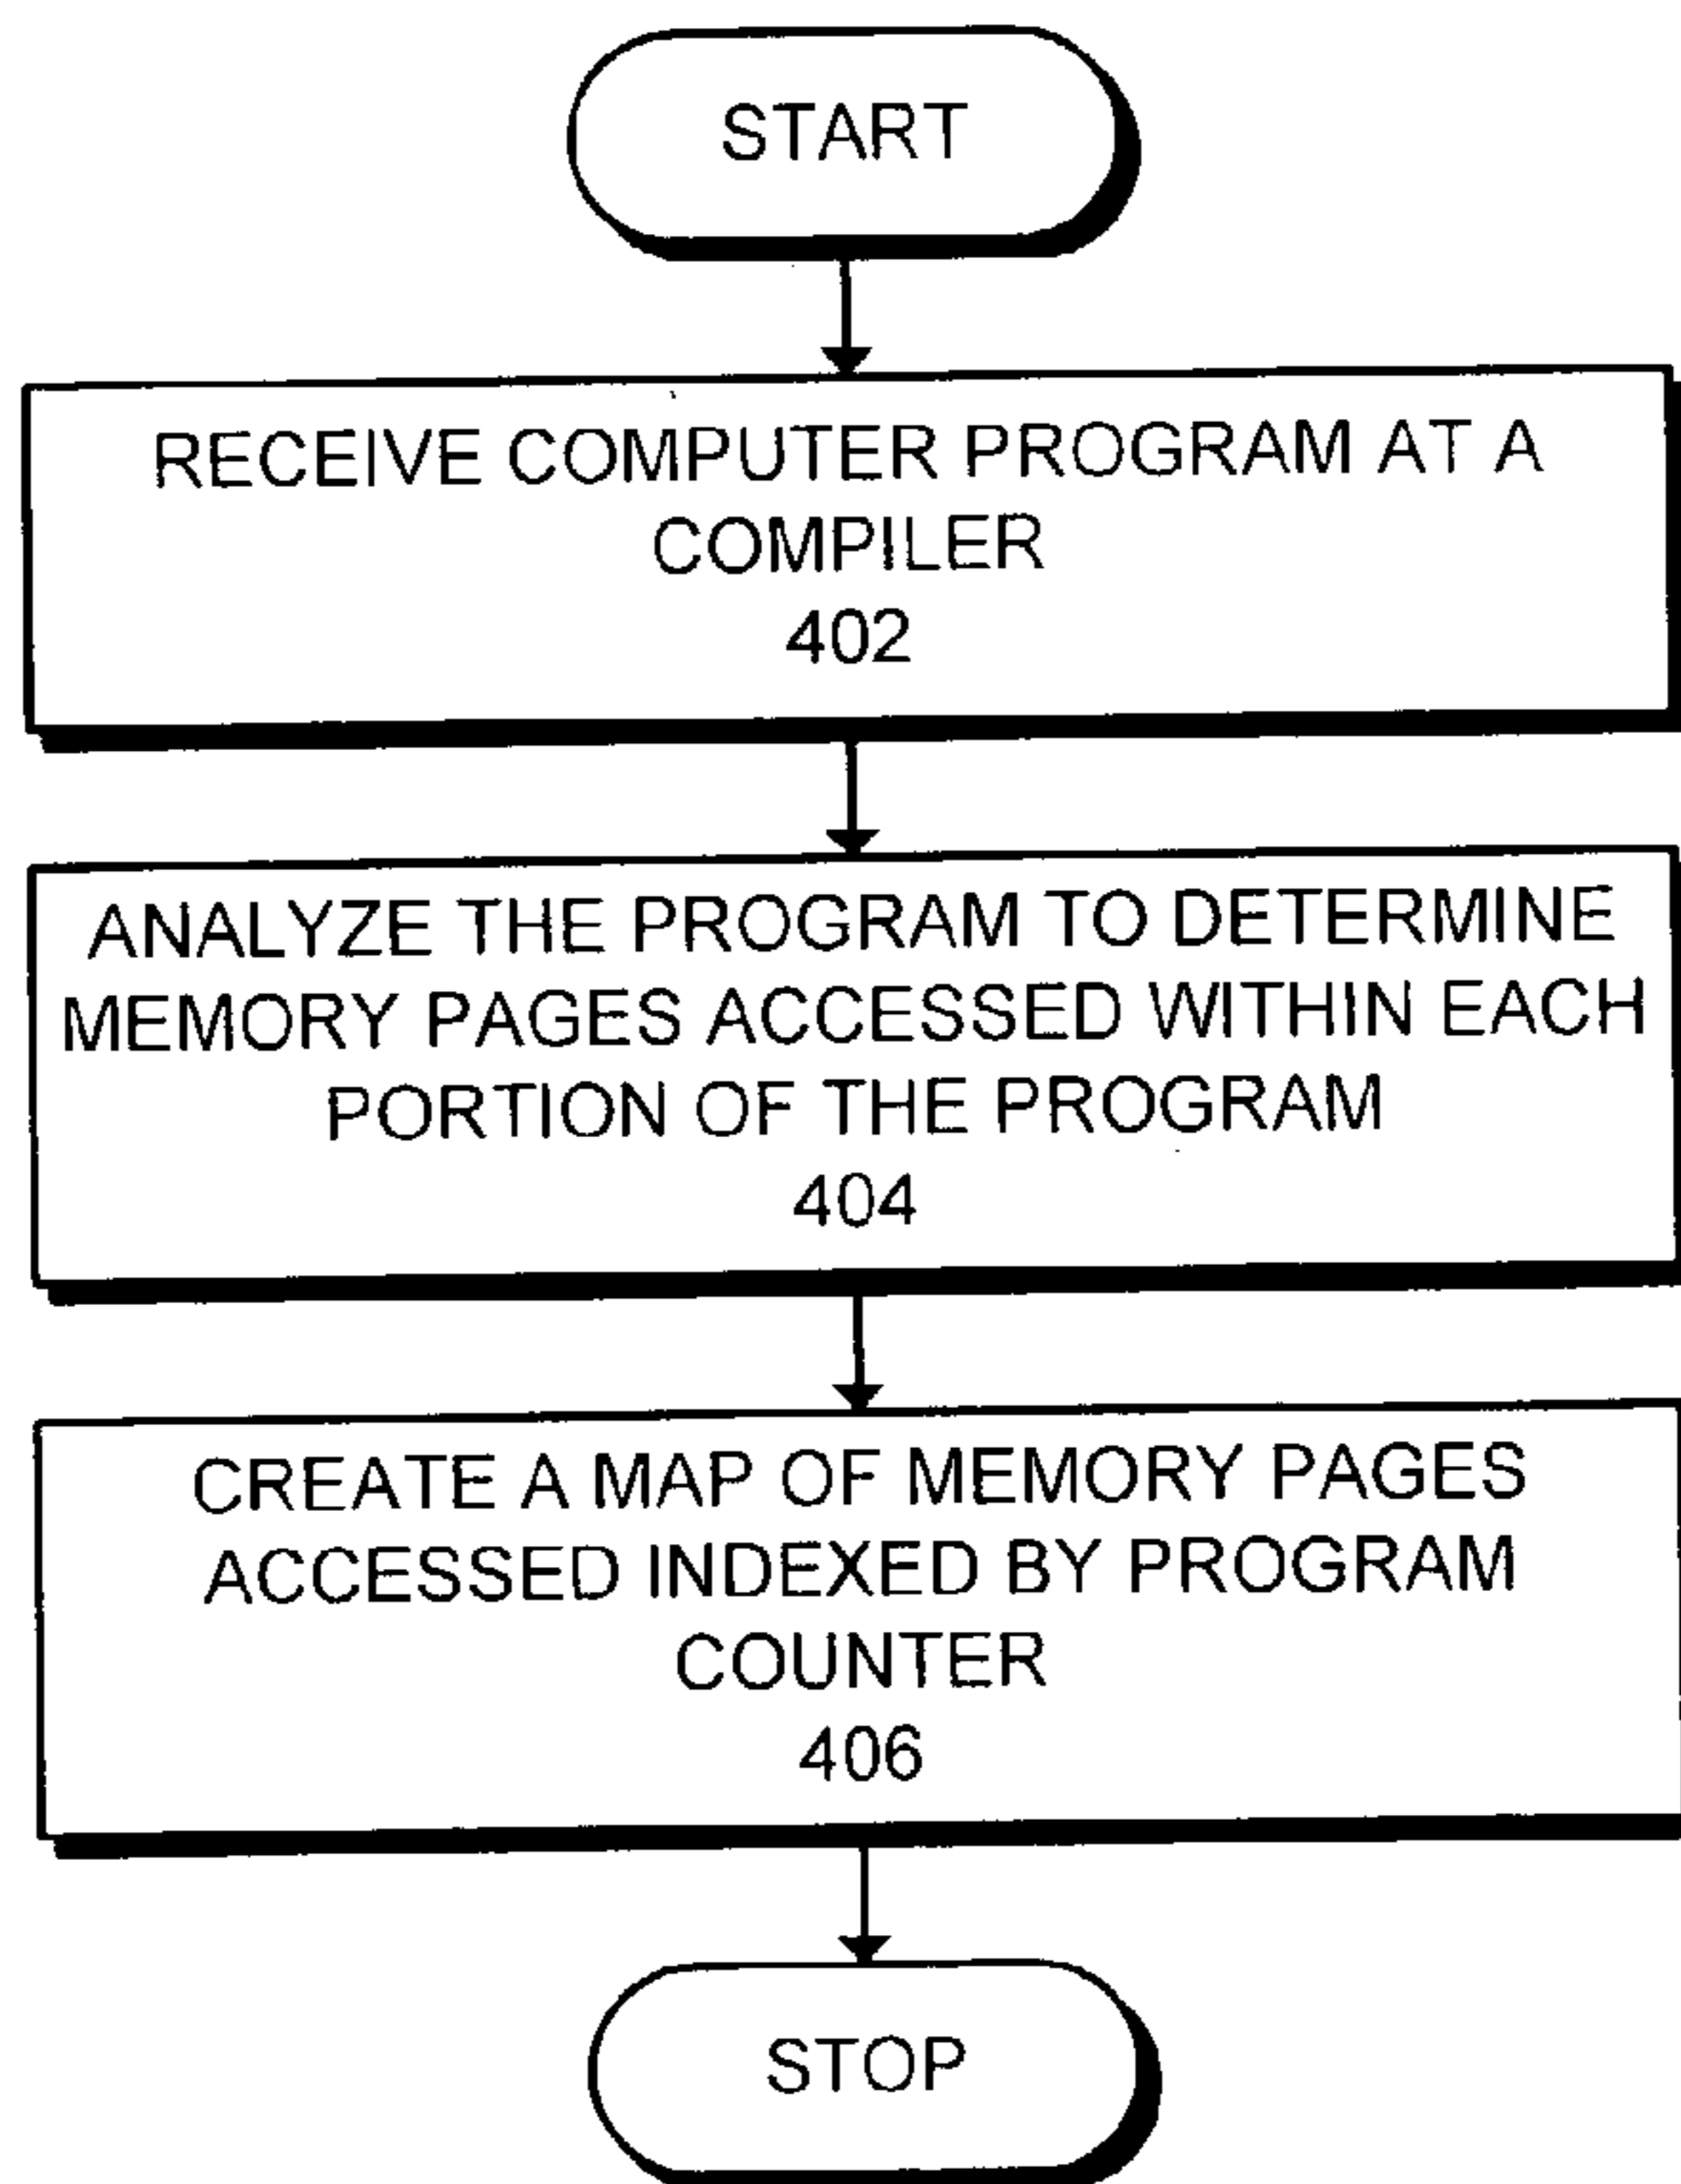 START
RECEIVE COMPUTER PROGRAM AT A
COMPILER
402
ANALYZE THE PROGRAM TO DETERMINE
MEMORY PAGES ACCESSED WITHIN EACH
PORTION OF THE PROGRAM
404
CREATE A MAP OF MEMORY PAGES
ACCESSED INDEXED BY PROGRAM
COUNTER
406
STOP